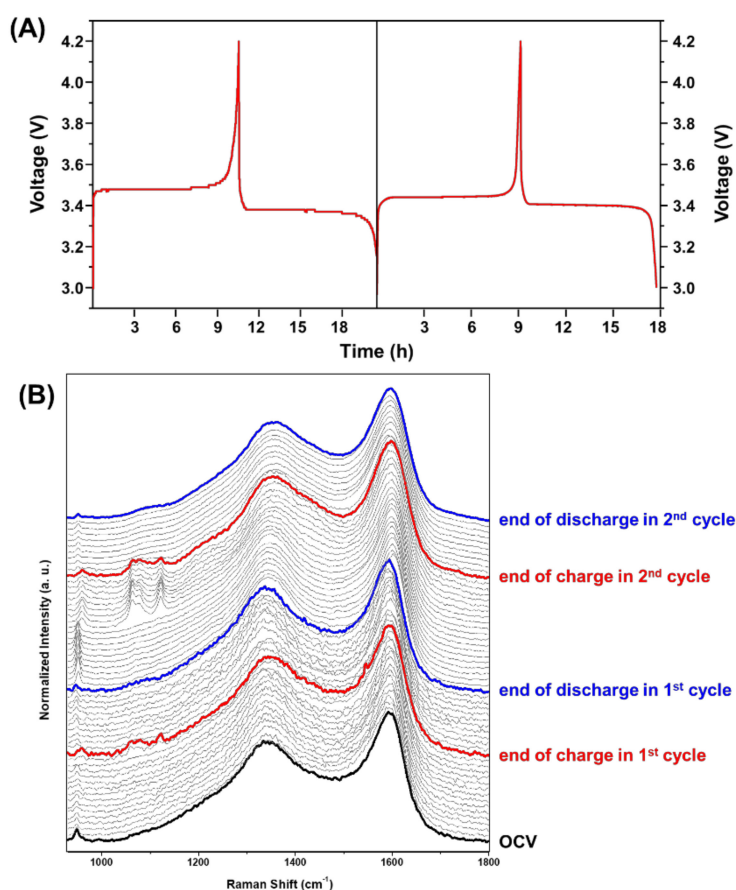 (A)
4.2
4.0
3.8
3.6
3.4
3.2
3.0
Voltage (V)
4.2
4.0
3.8
3.6
3.4
3.2
3.0
Voltage (V)
3 6 9 12 15 18 3 6 9 12 15 18
Time (h)
(B)
Normalized Intensity (a. u.)
end of discharge in 2nd cycle
end of charge in 2nd cycle
end of discharge in 1st cycle
end of charge in 1st cycle
OCV
1000 1200 1400 1600 1800
Raman Shift (cm-1)